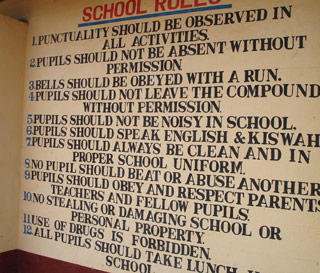 SCHOOL RULES
1. PUNCTUALITY SHOULD BE OBSERVED IN
ALL ACTIVITIES.
2. PUPILS SHOULD NOT BE ABSENT WITHOUT
PERMISSION
3. BELLS SHOULD BE OBEYED WITH A RUN.
4. PUPILS SHOULD NOT LEAVE THE COMPOUND
WITHOUT PERMISSION.
5. PUPILS SHOULD NOT BE NOISY IN SCHOOL.
6. PUPILS SHOULD SPEAK ENGLISH & KISWAH
7. PUPILS SHOULD ALWAYS BE CLEAN AND IN
PROPER SCHOOL UNIFORM.
8. NO PUPIL SHOULD BEAT OR ABUSE ANOTHER
9. PUPILS SHOULD OBEY AND RESPECT PARENTS
TEACHERS AND FELLOW PUPILS.
10. NO STEALING OR DAMAGING SCHOOL OR
PERSONAL PROPERTY.
11. USE OF DRUGS IS FORBIDDEN.
12. ALL PUPILS SHOULD TAKE LUNCH
SCHOOL